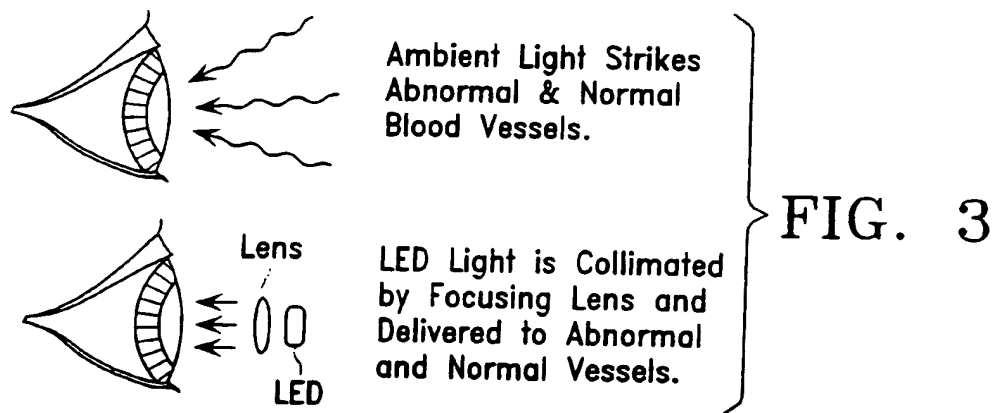 Ambient Light Strikes
Abnormal & Normal
Blood Vessels.
FIG. 3
Lens
LED
LED Light is Collimated
by Focusing Lens and
Delivered to Abnormal
and Normal Vessels.